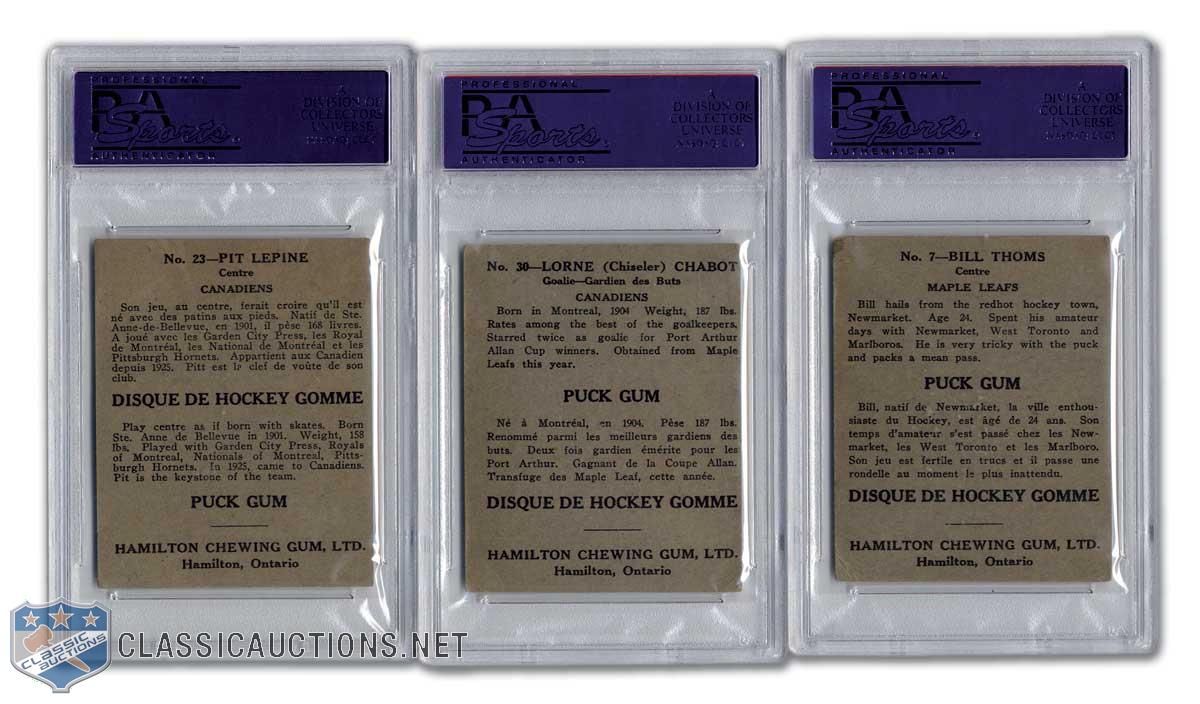 PROFESSIONAL
PSA
Sports
AUTHENTICATOR
A
DIVISION OF
COLLECTORS
UNIVERSE
NASDAQ: CLCT
No. 23—PIT LEPINE
Centre
CANADIENS
Son jeu, au centre, ferait croire qu'il est
né avec des patins aux pieds. Natif de Ste.
Anne-de-Bellevue, en 1901, il pèse 168 livres.
A joué avec les Garden City Press, les Royal
de Montréal, les National de Montréal et les
Pittsburgh Hornets. Appartient aux Canadien
depuis 1925. Pitt est le clef de voûte de son
club.
DISQUE DE HOCKEY GOMME
Play centre as if born with skates. Born
Ste. Anne de Bellevue in 1901. Weight, 158
lbs. Played with Garden City Press, Royals
of Montreal, Nationals of Montreal, Pitts-
burgh Hornets. In 1925, came to Canadiens.
Pit is the keystone of the team.
PUCK GUM
HAMILTON CHEWING GUM, LTD.
Hamilton, Ontario
PROFESSIONAL
PSA
Sports
AUTHENTICATOR
A
DIVISION OF
COLLECTORS
UNIVERSE
NASDAQ: CLCT
No. 30—LORNE (Chiseler) CHABOT
Goalie—Gardien des Buts
CANADIENS
Born in Montreal, 1904 Weight, 187 lbs.
Rates among the best of the goalkeepers.
Starred twice as goalie for Port Arthur
Allan Cup winners. Obtained from Maple
Leafs this year.
PUCK GUM
Né à Montréal, en 1904. Pèse 187 lbs.
Renommé parmi les meilleurs gardiens des
buts. Deux fois gardien émérite pour les
Port Arthur. Gagnant de la Coupe Allan.
Transfuge des Maple Leaf, cette année.
DISQUE DE HOCKEY GOMME
HAMILTON CHEWING GUM, LTD.
Hamilton, Ontario
PROFESSIONAL
PSA
Sports
AUTHENTICATOR
A
DIVISION OF
COLLECTORS
UNIVERSE
NASDAQ: CLCT
No. 7—BILL THOMS
Centre
MAPLE LEAFS
Bill hails from the redhot hockey town,
Newmarket. Age 24. Spent his amateur
days with Newmarket, West Toronto and
Marlboros. He is very tricky with the puck
and packs a mean pass.
PUCK GUM
Bill, natif de Newmarket, la ville enthou-
siaste du Hockey, est âgé de 24 ans. Son
temps d'amateur s'est passé chez les New-
market, les West Toronto et les Marlboro.
Son jeu est fertile en trucs et il passe une
rondelle au moment le plus inattendu.
DISQUE DE HOCKEY GOMME
HAMILTON CHEWING GUM, LTD.
Hamilton, Ontario
CLASSIC
AUCTIONS
CLASSICAUCTIONS.NET